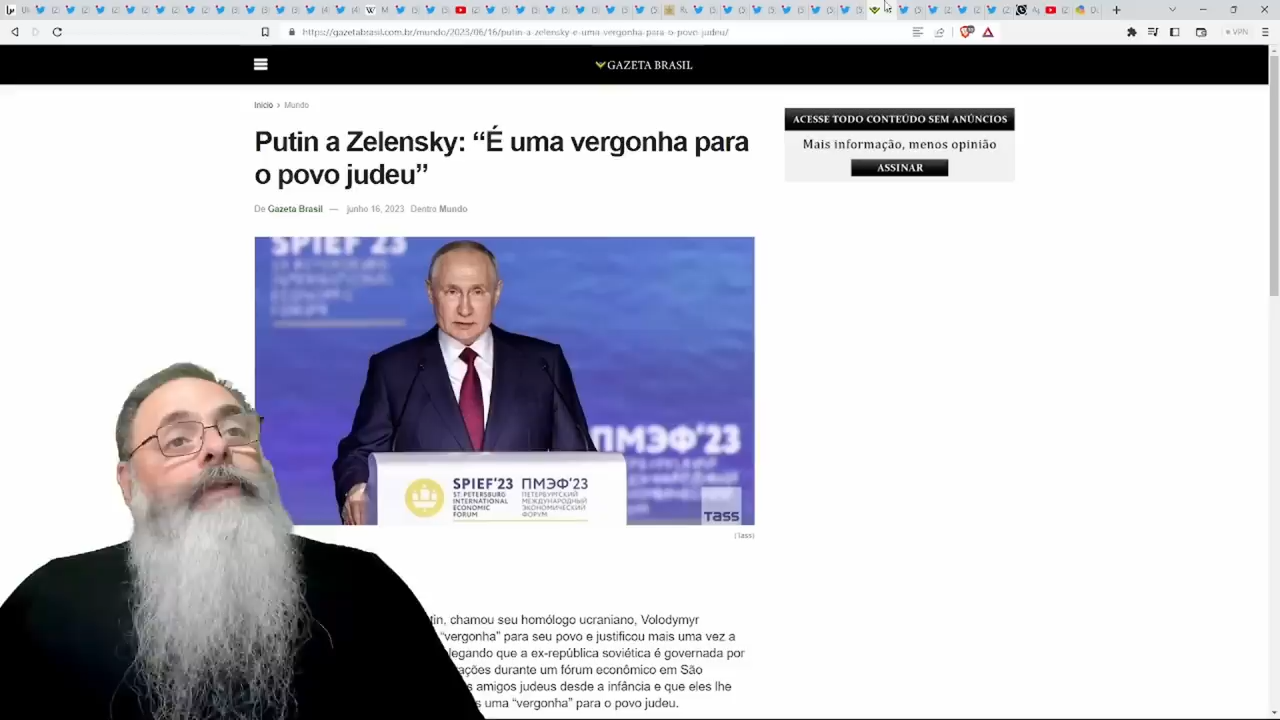 https://gazetabrasil.com.br/mundo/2023/06/16/putin-a-zelensky-e-uma-vergonha-para-o-povo-judeu/
VPN
GAZETA BRASIL
Início > Mundo
Putin a Zelensky: “É uma vergonha para
o povo judeu”
De Gazeta Brasil — junho 16, 2023 Dentro Mundo
ACESSE TODO CONTEÚDO SEM ANÚNCIOS
Mais informação, menos opinião
ASSINAR
SPIEF'23
ПМЭФ'23
SPIEF'23
ST. PETERSBURG
INTERNATIONAL
ECONOMIC
FORUM
ПМЭФ'23
ПЕТЕРБУРГСКИЙ
МЕЖДУНАРОДНЫЙ
ЭКОНОМИЧЕСКИЙ
ФОРУМ
TASS
(Tass)
tin, chamou seu homólogo ucraniano, Volodymyr
“vergonha” para seu povo e justificou mais uma vez a
legando que a ex-república soviética é governada por
ações durante um fórum econômico em São
s amigos judeus desde a infância e que eles lhe
s uma “vergonha” para o povo judeu.